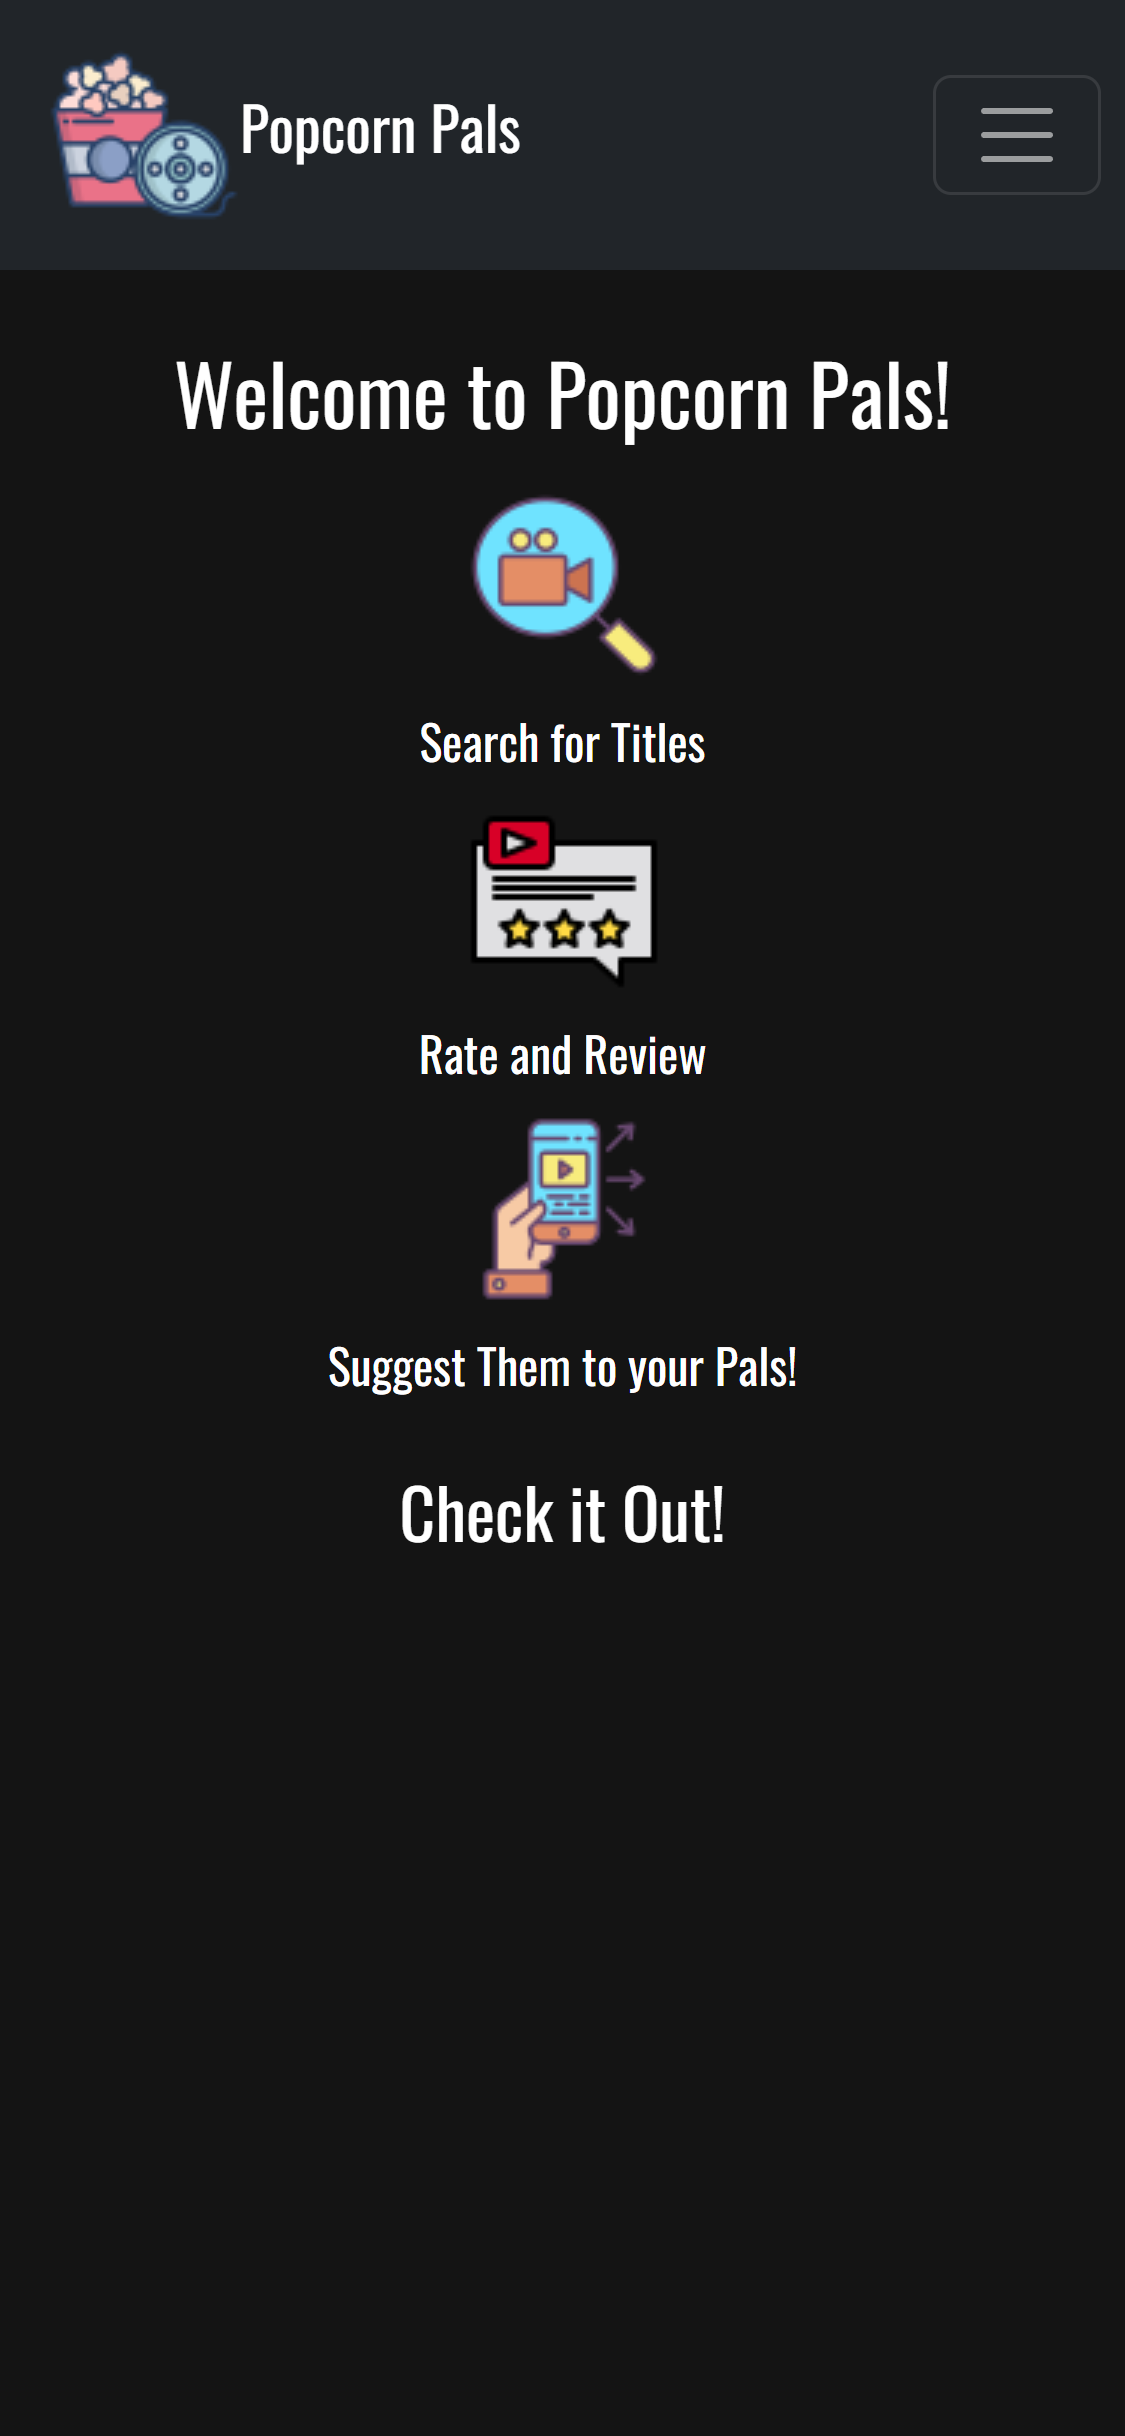 Popcorn Pals
Welcome to Popcorn Pals!
Search for Titles
Rate and Review
Suggest Them to your Pals!
Check it Out!